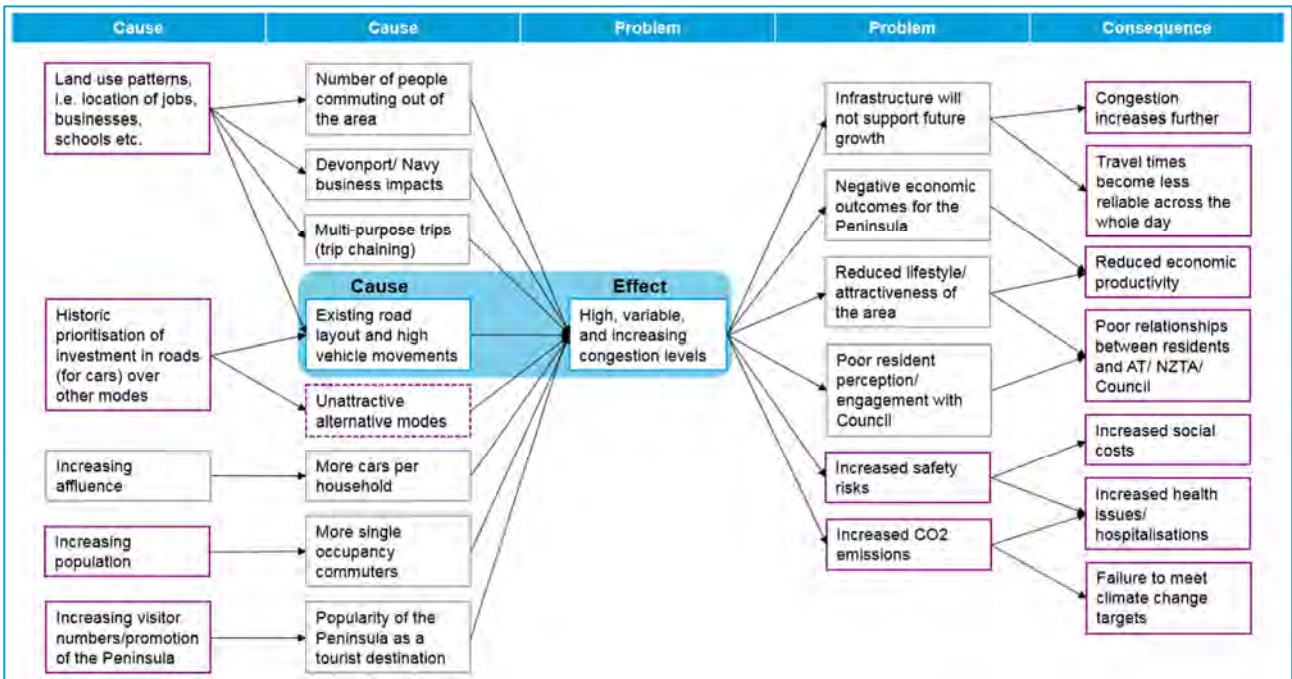 Cause
Cause
Problem
Problem
Consequence
Land use patterns,
i.e. location of jobs,
businesses,
schools etc.
Historic
prioritisation of
investment in roads
(for cars) over
other modes
Increasing
affluence
Increasing
population
Increasing visitor
numbers/promotion
of the Peninsula
Number of people
commuting out of
the area
Devonport/ Navy
business impacts
Multi-purpose trips
(trip chaining)
Cause
Existing road
layout and high
vehicle movements
Unattractive
alternative modes
More cars per
household
More single
occupancy
commuters
Popularity of the
Peninsula as a
tourist destination
Effect
High, variable,
and increasing
congestion levels
Infrastructure will
not support future
growth
Negative economic
outcomes for the
Peninsula
Reduced lifestyle/
attractiveness of
the area
Poor resident
perception/
engagement with
Council
Increased safety
risks
Increased CO2
emissions
Congestion
increases further
Travel times
become less
reliable across the
whole day
Reduced economic
productivity
Poor relationships
between residents
and AT/ NZTA/
Council
Increased social
costs
Increased health
issues/
hospitalisations
Failure to meet
climate change
targets